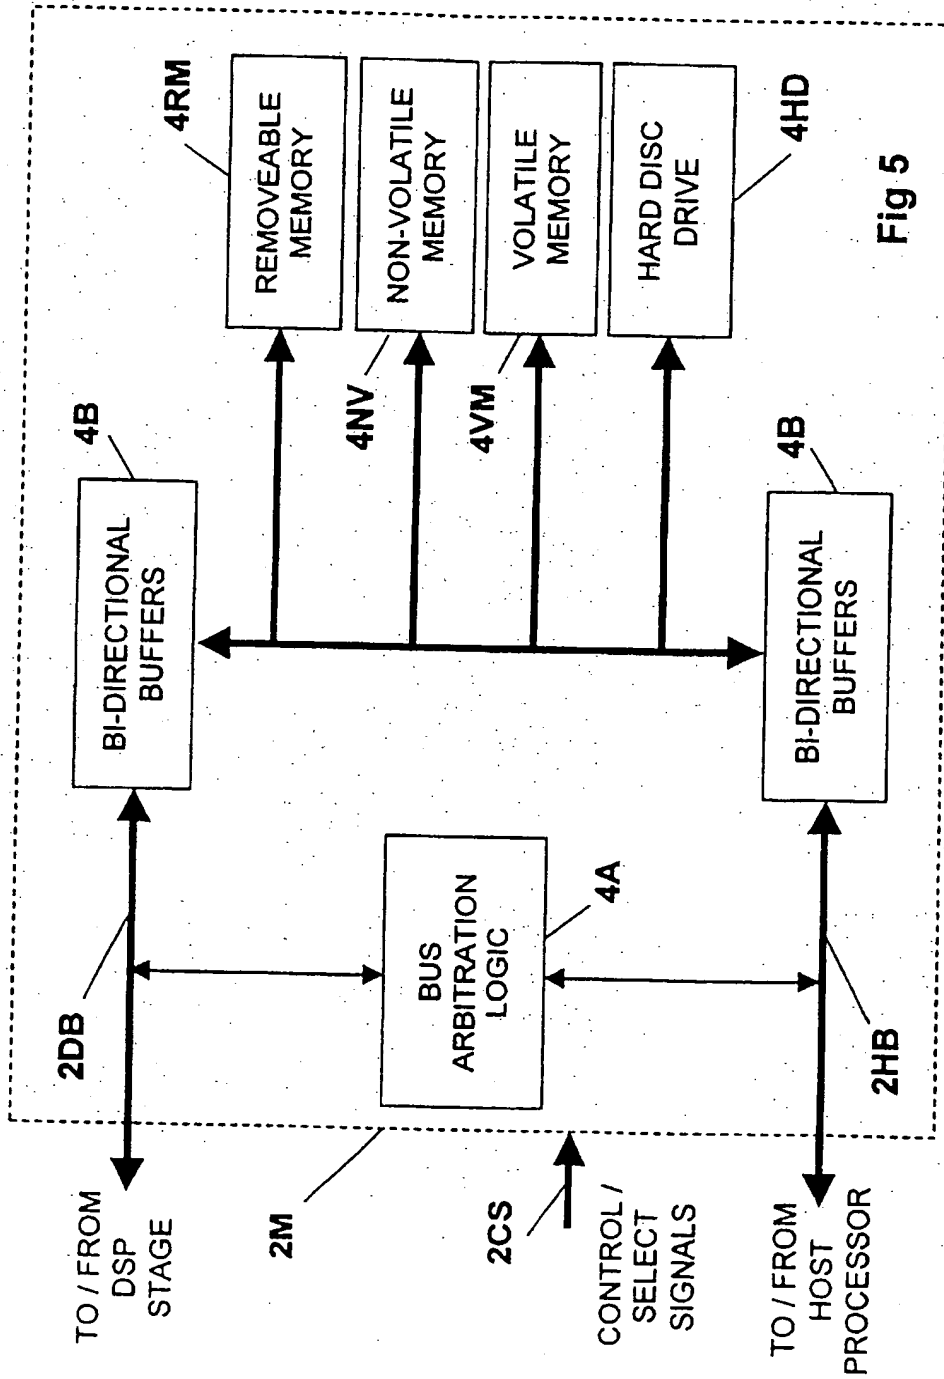 TO / FROM
DSP
STAGE
2DB
BI-DIRECTIONAL
BUFFERS
4B
4RM
REMOVEABLE
MEMORY
2M
BUS
ARBITRATION
LOGIC
4A
4NV
NON-VOLATILE
MEMORY
2CS
CONTROL /
SELECT
SIGNALS
4VM
VOLATILE
MEMORY
HARD DISC
DRIVE
4HD
TO / FROM
HOST
PROCESSOR
2HB
BI-DIRECTIONAL
BUFFERS
4B
Fig 5